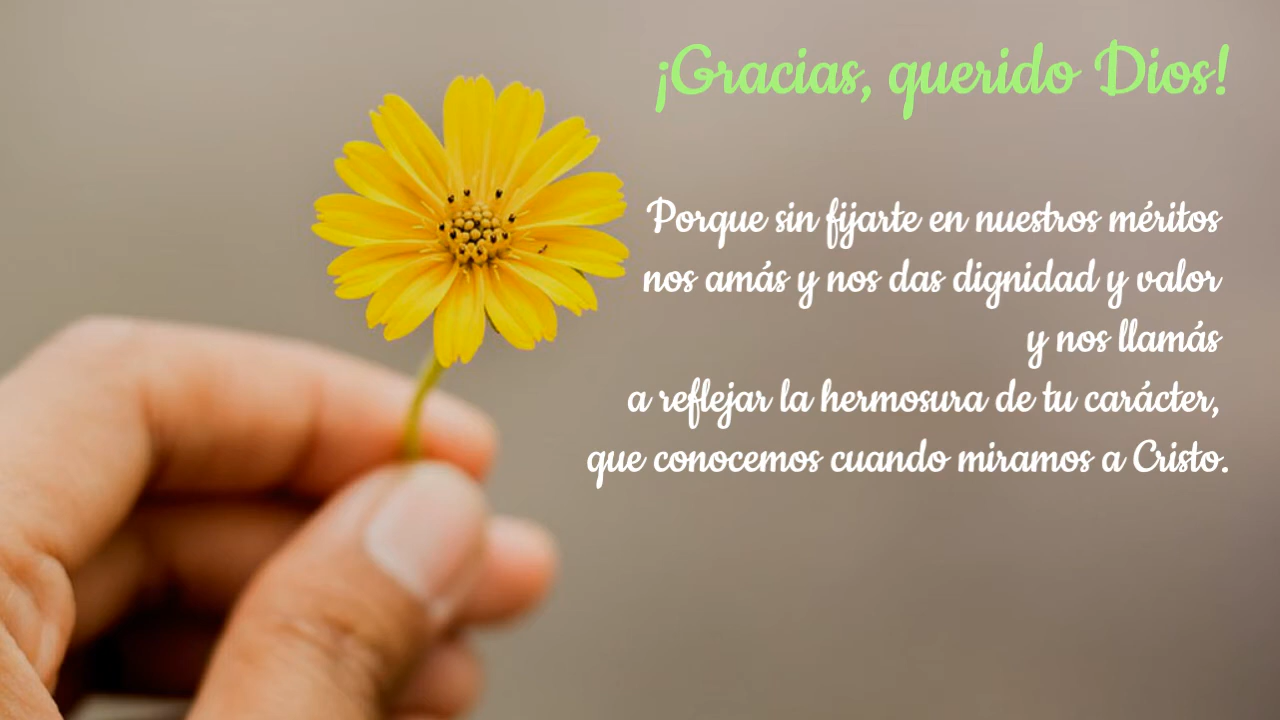 ¡Gracias, querido Dios!
Porque sin fijarte en nuestros méritos
nos amás y nos das dignidad y valor
y nos llamás
a reflejar la hermosura de tu carácter,
que conocemos cuando miramos a Cristo.